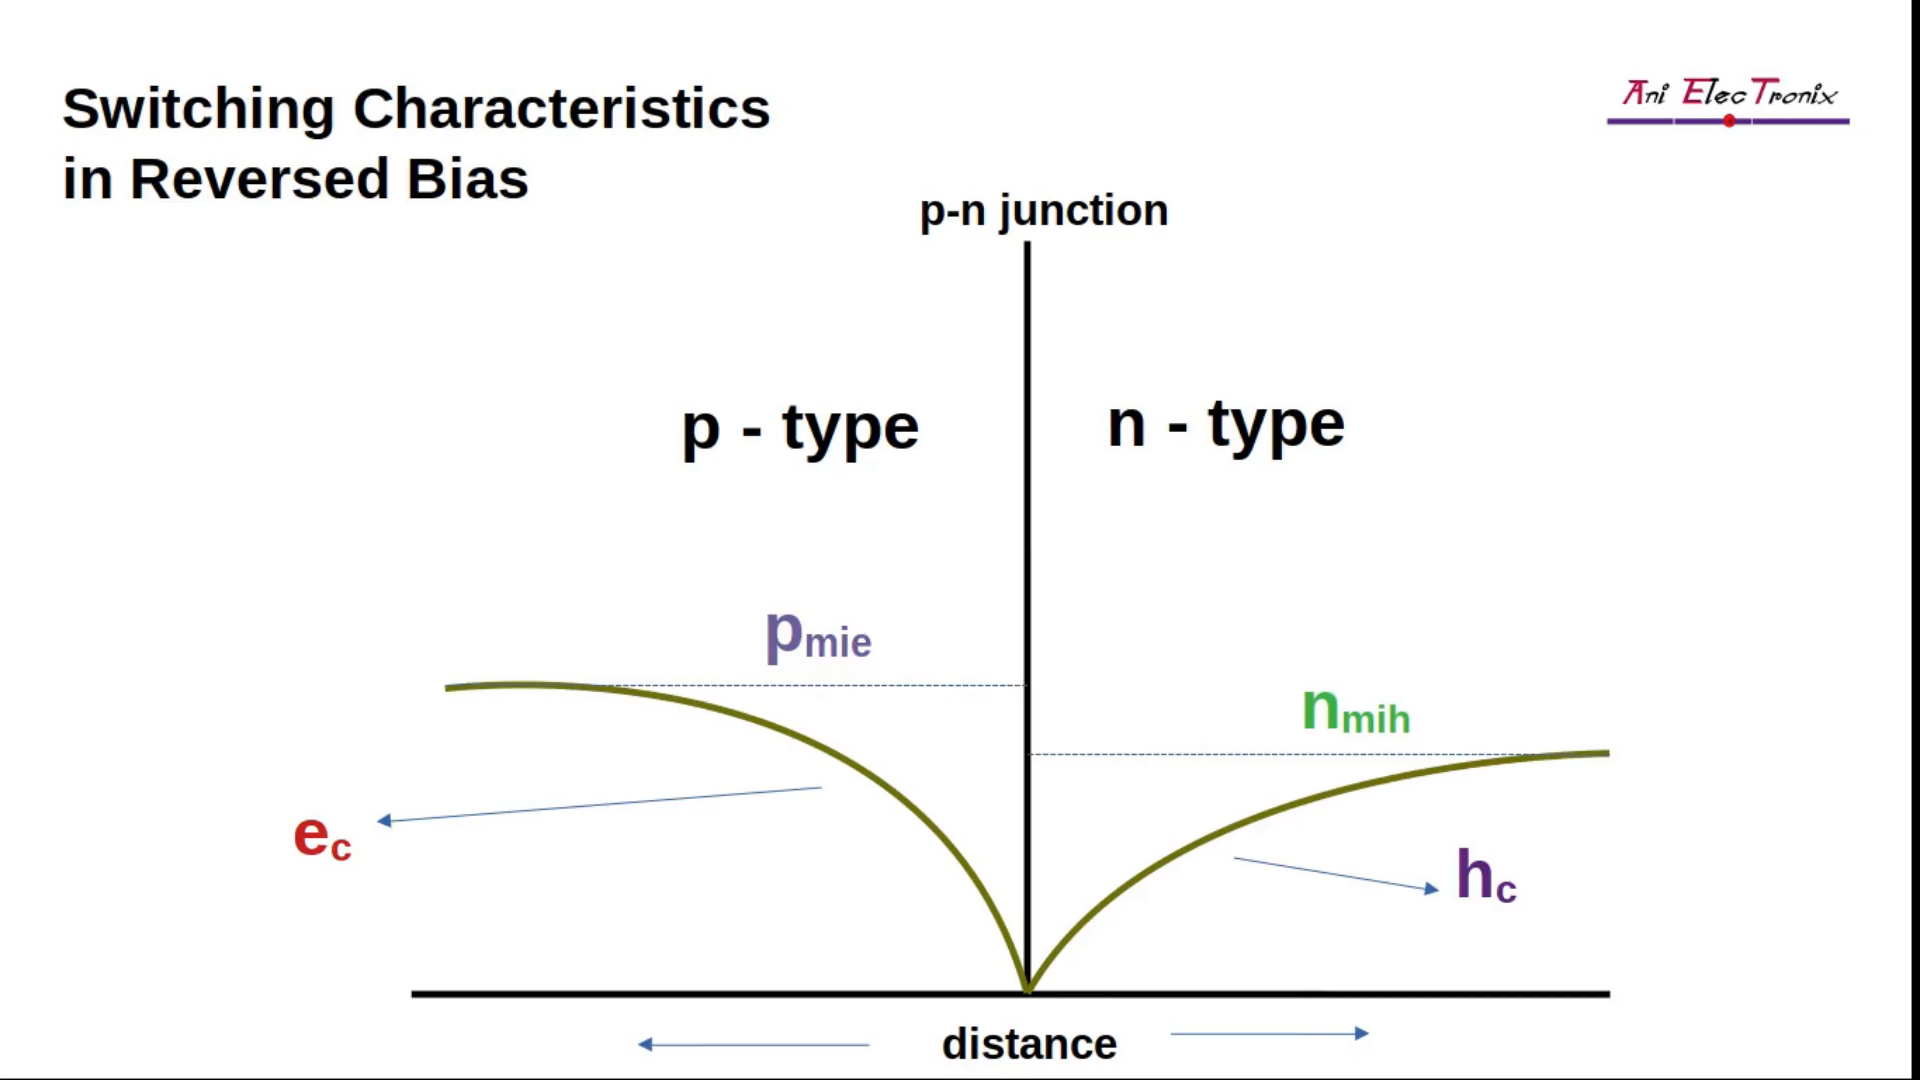 Switching Characteristics
in Reversed Bias
Ani ElecTronix
p-n junction
p - type
n - type
pmie
nmih
ec
hc
distance